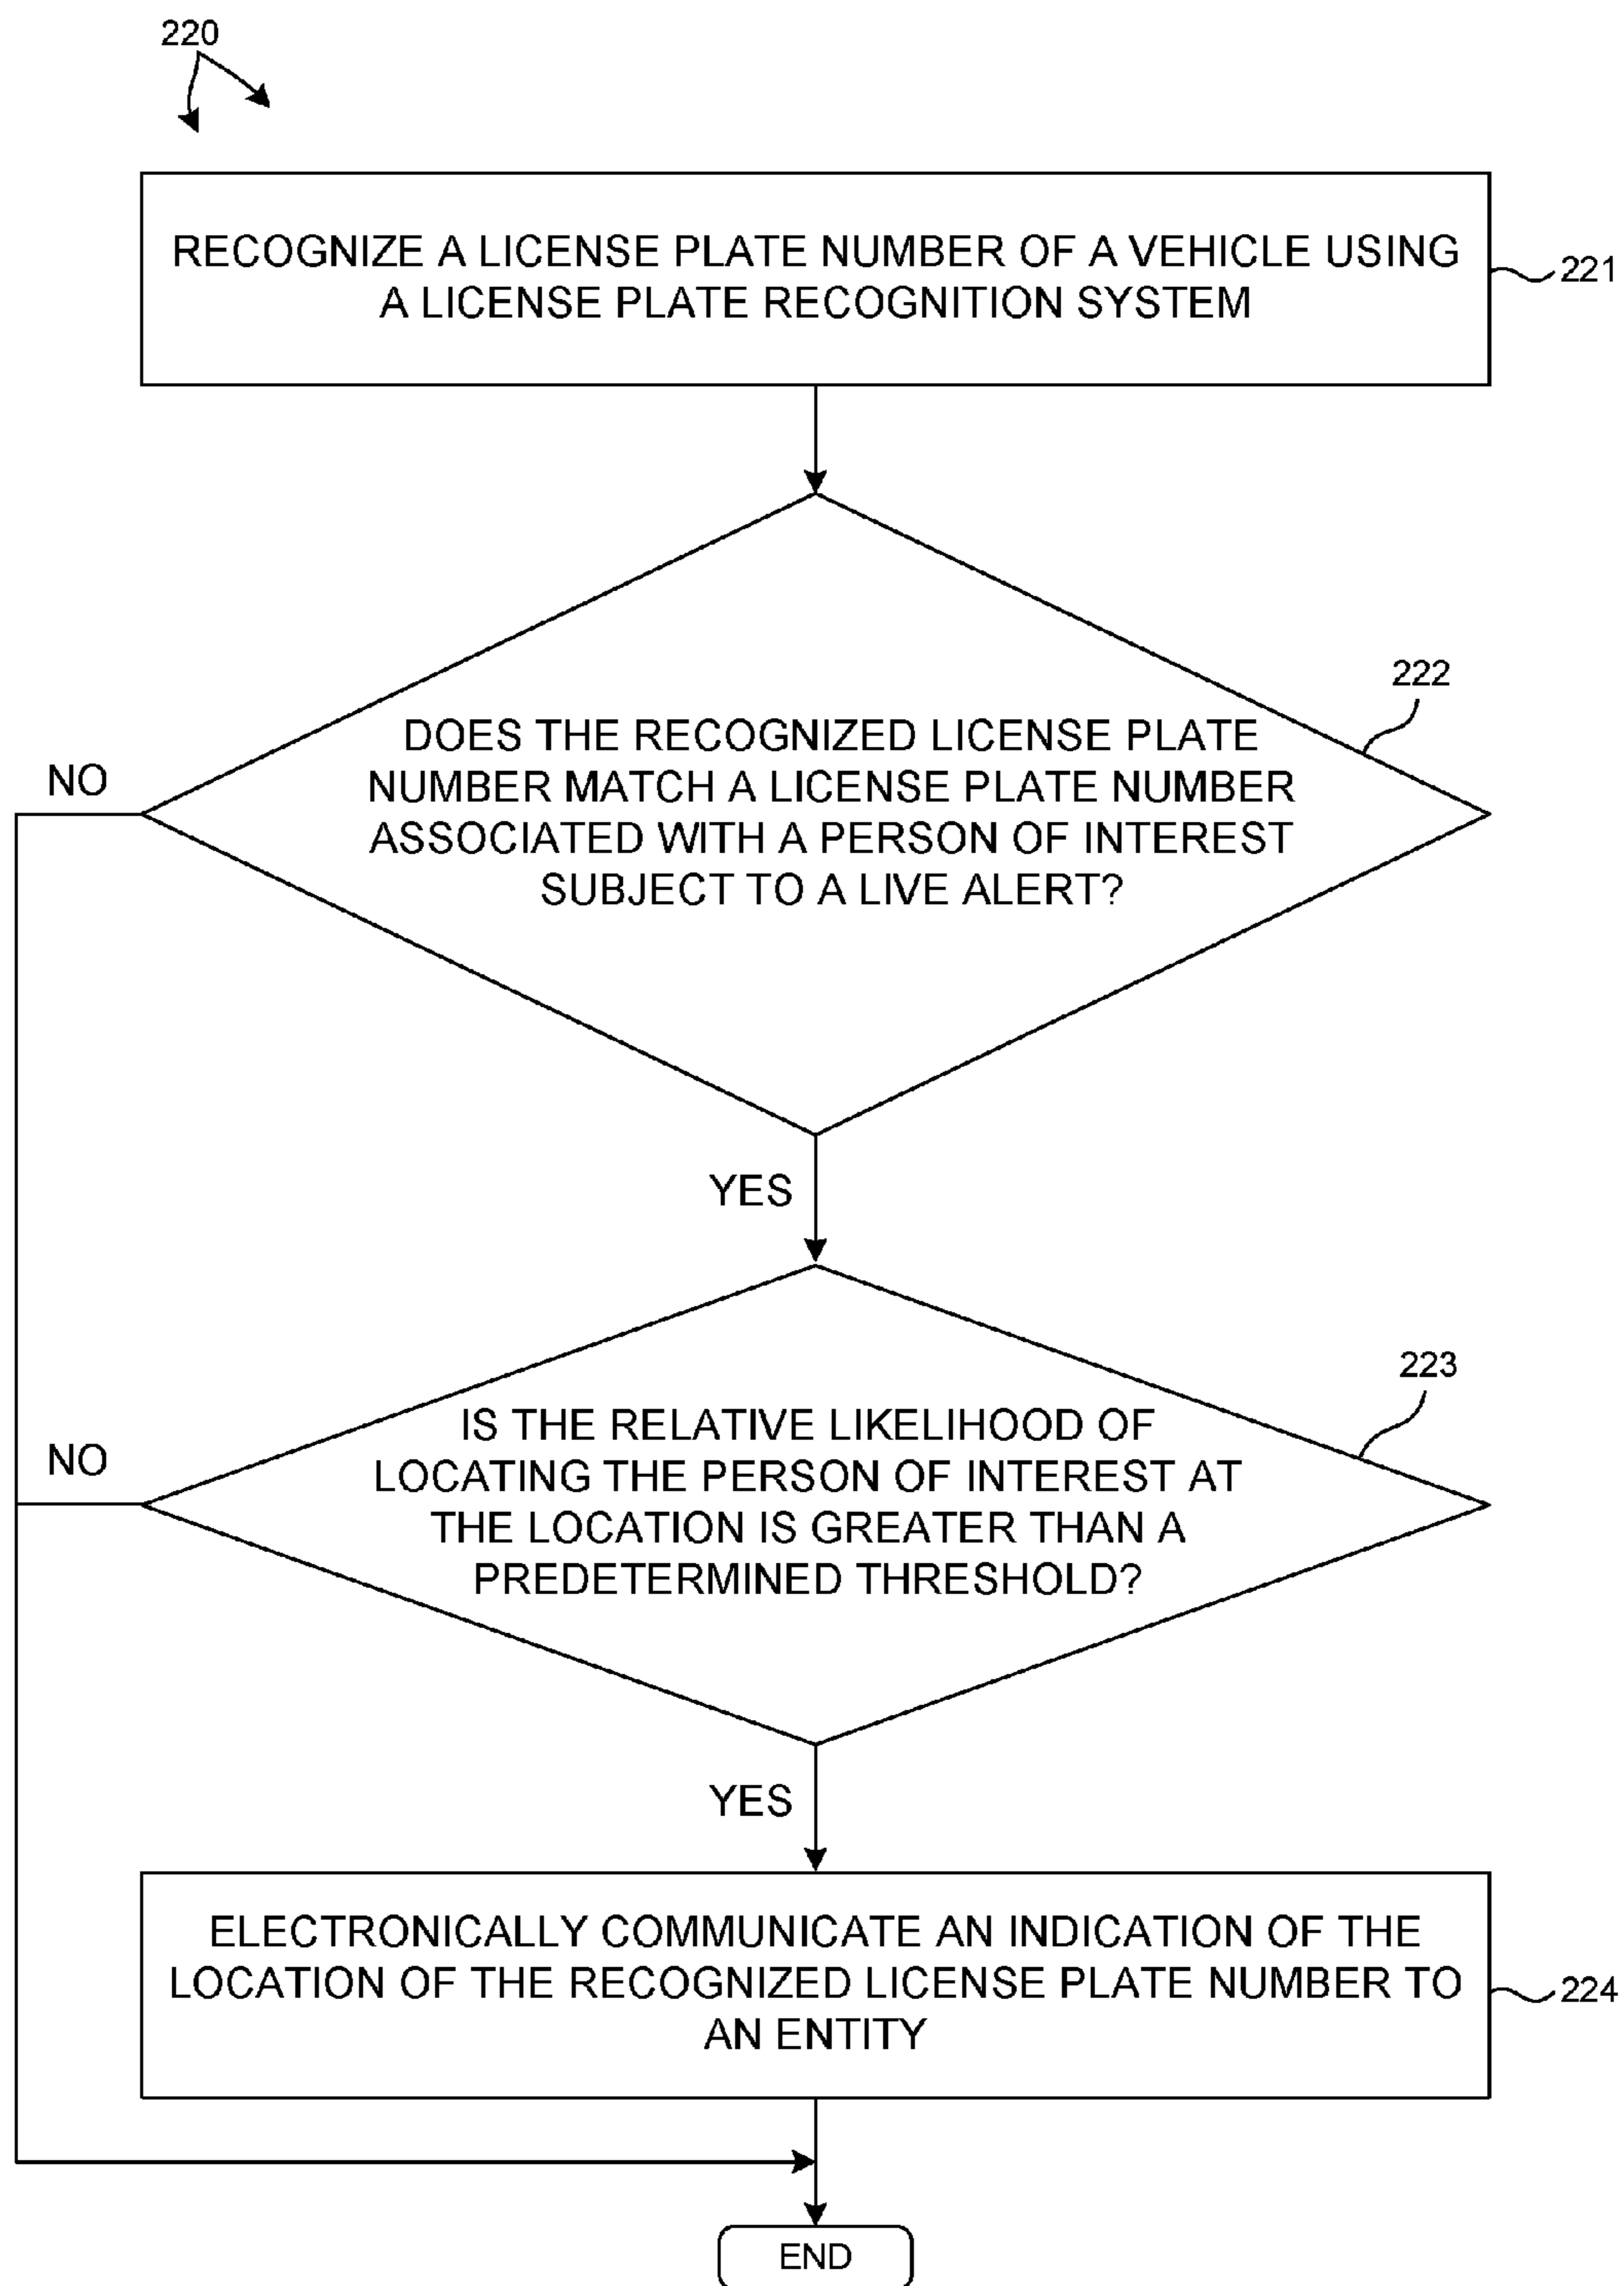 220
RECOGNIZE A LICENSE PLATE NUMBER OF A VEHICLE USING
A LICENSE PLATE RECOGNITION SYSTEM
221
222
DOES THE RECOGNIZED LICENSE PLATE
NUMBER MATCH A LICENSE PLATE NUMBER
ASSOCIATED WITH A PERSON OF INTEREST
SUBJECT TO A LIVE ALERT?
NO
YES
223
IS THE RELATIVE LIKELIHOOD OF
LOCATING THE PERSON OF INTEREST AT
THE LOCATION IS GREATER THAN A
PREDETERMINED THRESHOLD?
NO
YES
ELECTRONICALLY COMMUNICATE AN INDICATION OF THE
LOCATION OF THE RECOGNIZED LICENSE PLATE NUMBER TO
AN ENTITY
224
END